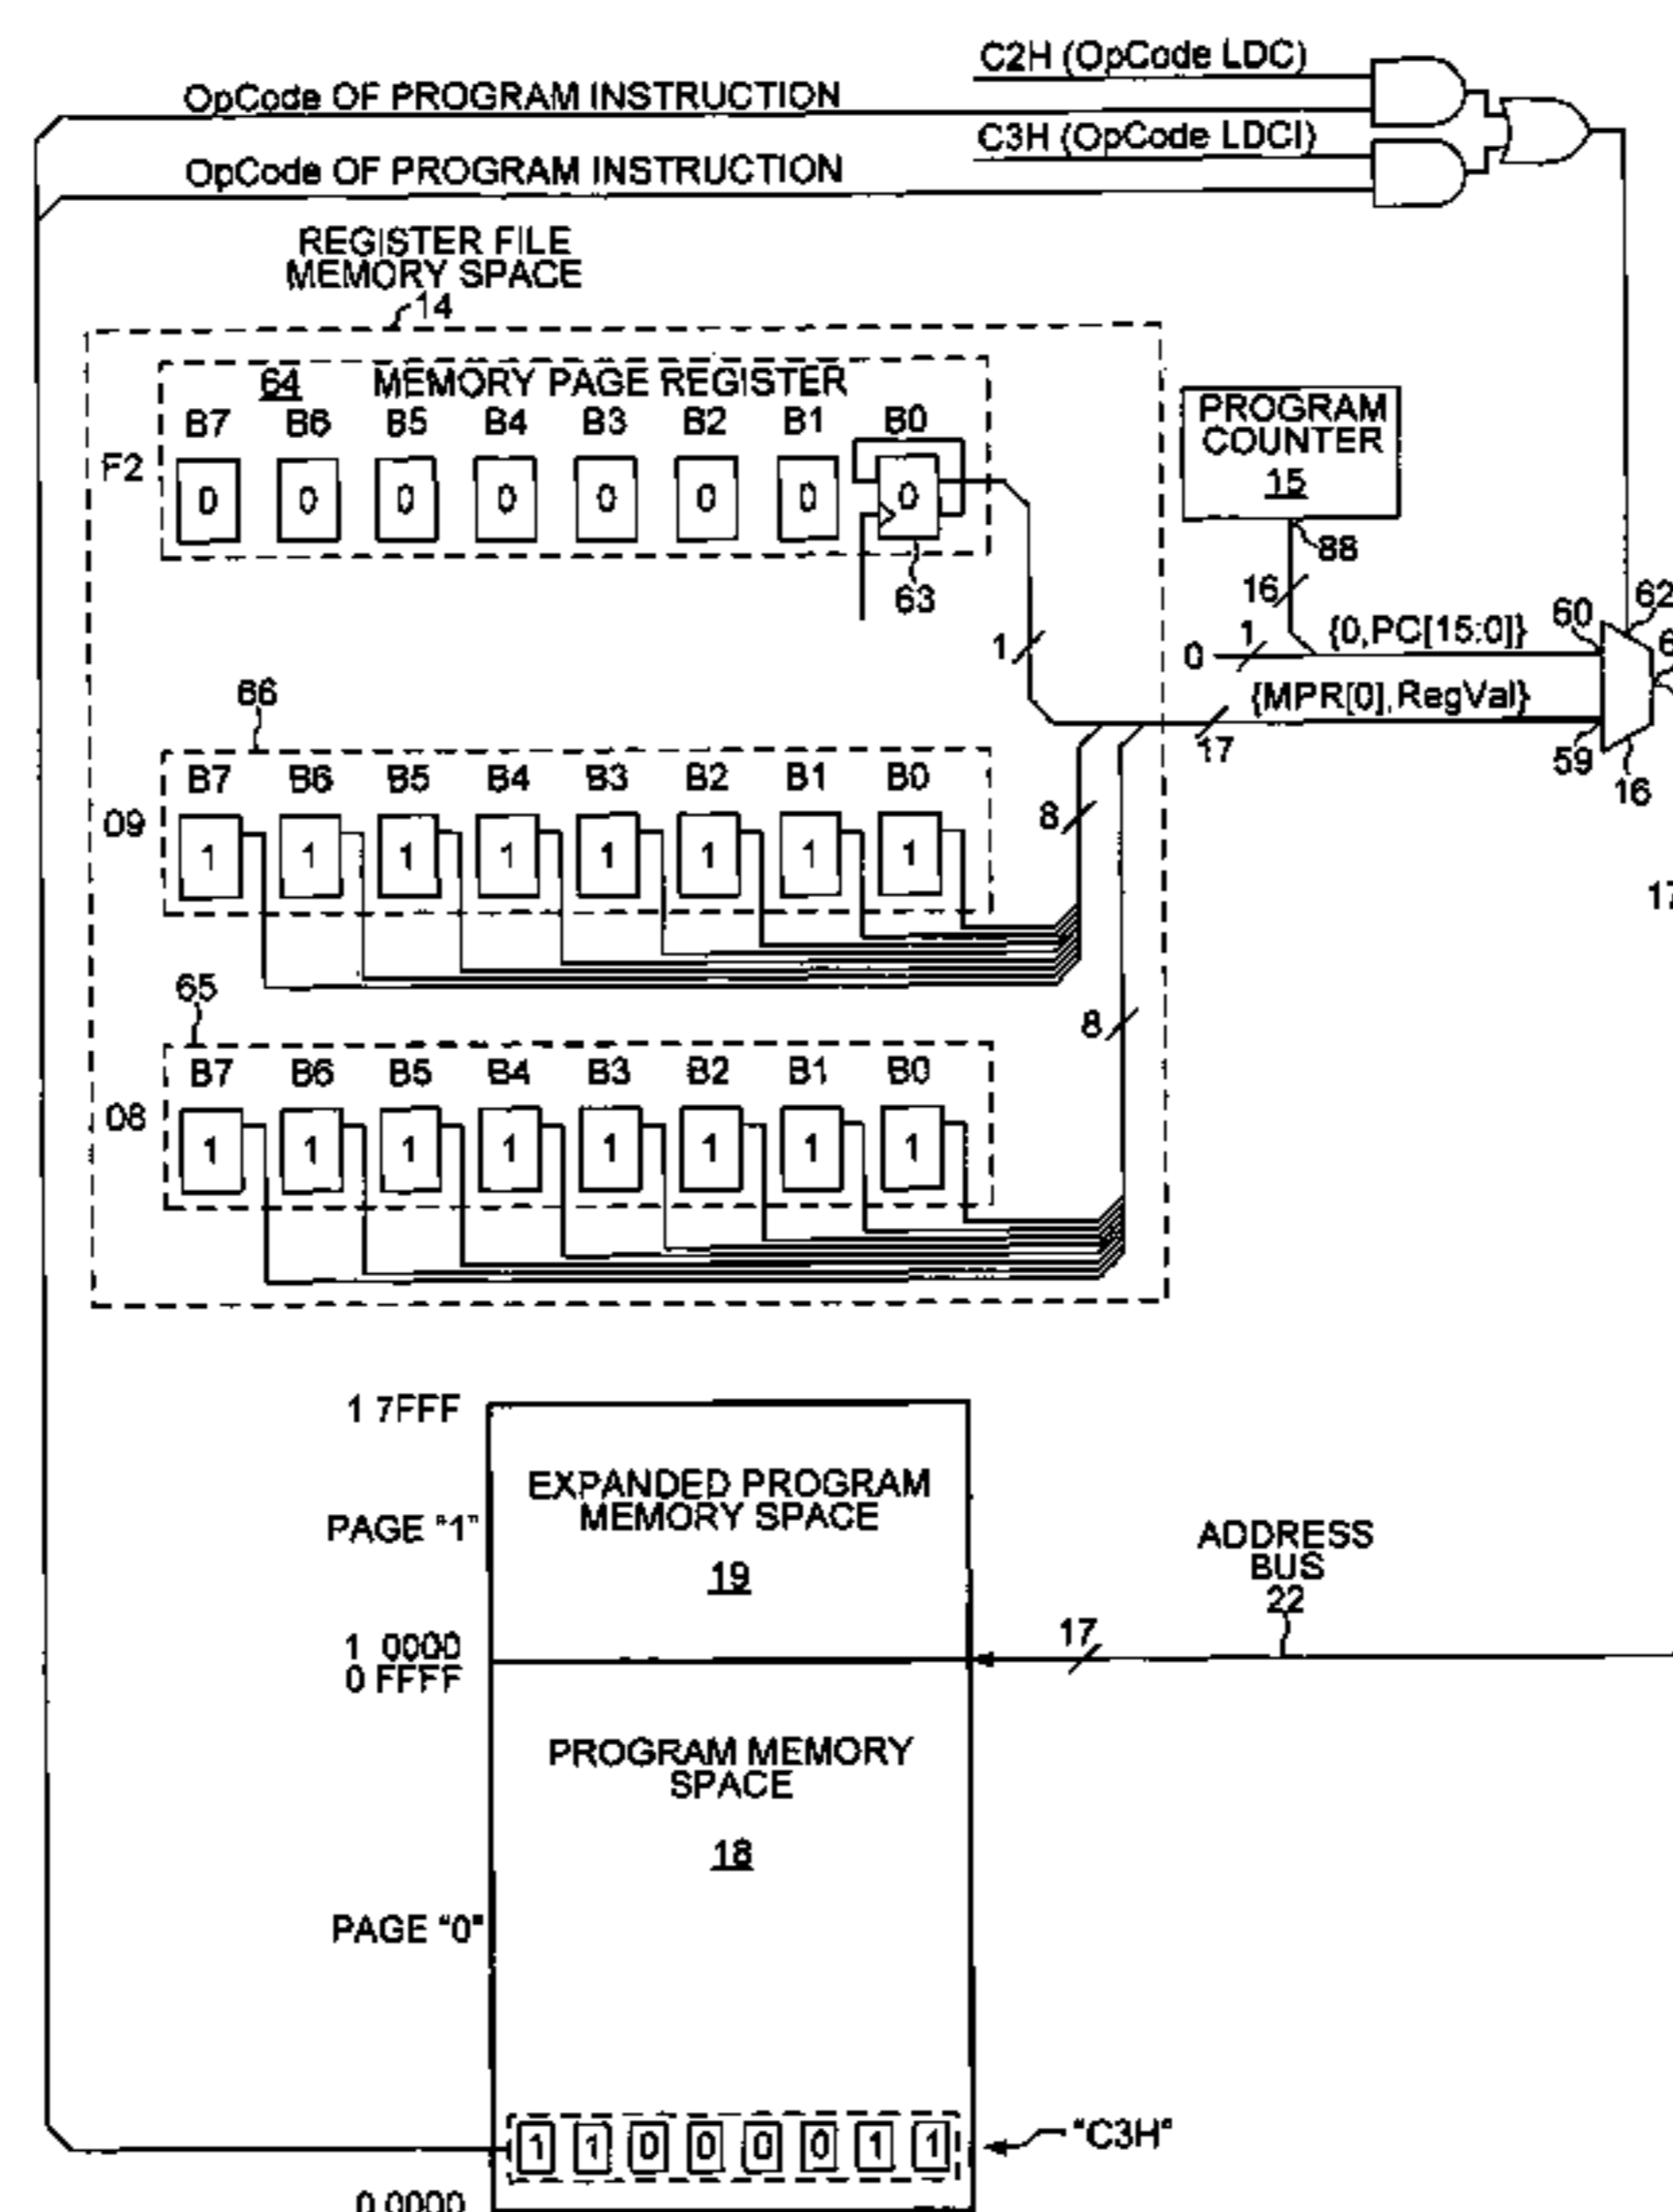 C2H (OpCode LDC)
OpCode OF PROGRAM INSTRUCTION
C3H (OpCode LDCI)
OpCode OF PROGRAM INSTRUCTION
REGISTER FILE
MEMORY SPACE
14
64 MEMORY PAGE REGISTER
B7 B6 B5 B4 B3 B2 B1 B0
F2
0 0 0 0 0 0 0 0
63
PROGRAM
COUNTER
15
88
16
1
0
1
{0,PC[15:0]}
60
62
{MPR[0],RegVal}
17
59
16
66
B7 B6 B5 B4 B3 B2 B1 B0
09
1 1 1 1 1 1 1 1
8
65
B7 B6 B5 B4 B3 B2 B1 B0
08
1 1 1 1 1 1 1 1
8
1 7FFF
EXPANDED PROGRAM
MEMORY SPACE
19
PAGE "1"
1 0000
0 FFFF
ADDRESS
BUS
22
17
PROGRAM MEMORY
SPACE
18
PAGE "0"
1 1 0 0 0 0 1 1
"C3H"
0 0000